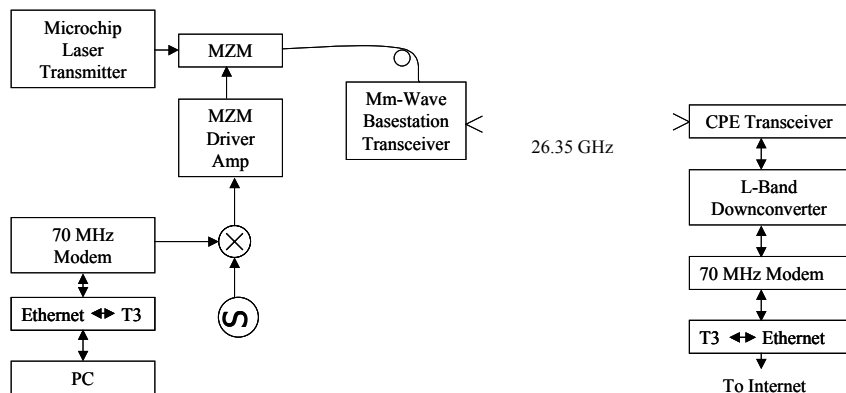 Microchip
Laser
Transmitter
MZM
MZM
Driver
Amp
Mm-Wave
Basestation
Transceiver
26.35 GHz
70 MHz
Modem
Ethernet T3
PC
S
CPE Transceiver
L-Band
Downconverter
70 MHz Modem
T3 Ethernet
To Internet